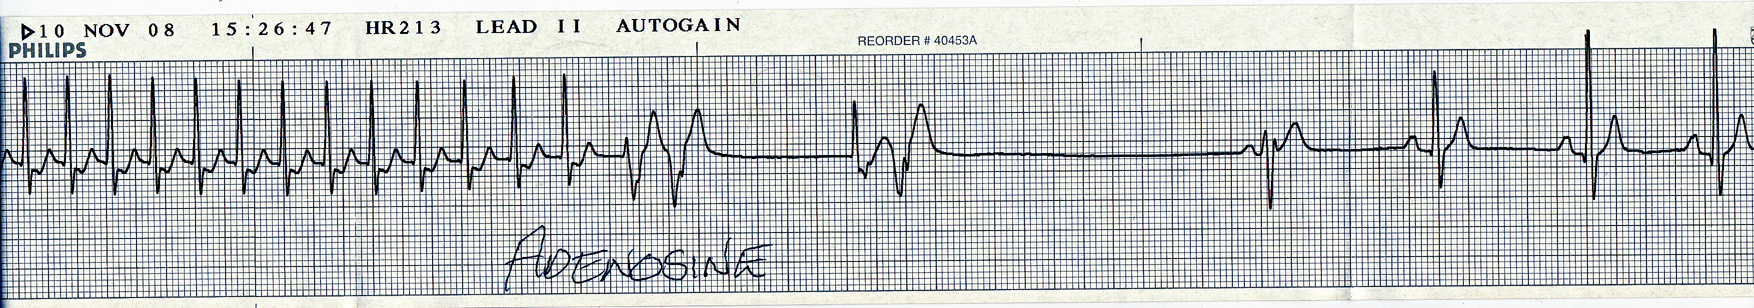 ▷10 NOV 08 15:26:47 HR213 LEAD II AUTOGAIN
PHILIPS
REORDER # 40453A
ADENOSINE